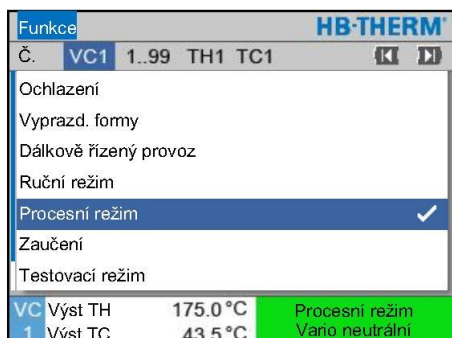 Funkce HB-THERM®
Č. VC1 1..99 TH1 TC1
Ochlazení
Vyprazd. formy
Dálkově řízený provoz
Ruční režim
Procesní režim
Zaučení
Testovací režim
VC Výst TH 175.0 °C Procesní režim
1 Výst TC 43.5 °C Vario neutrální